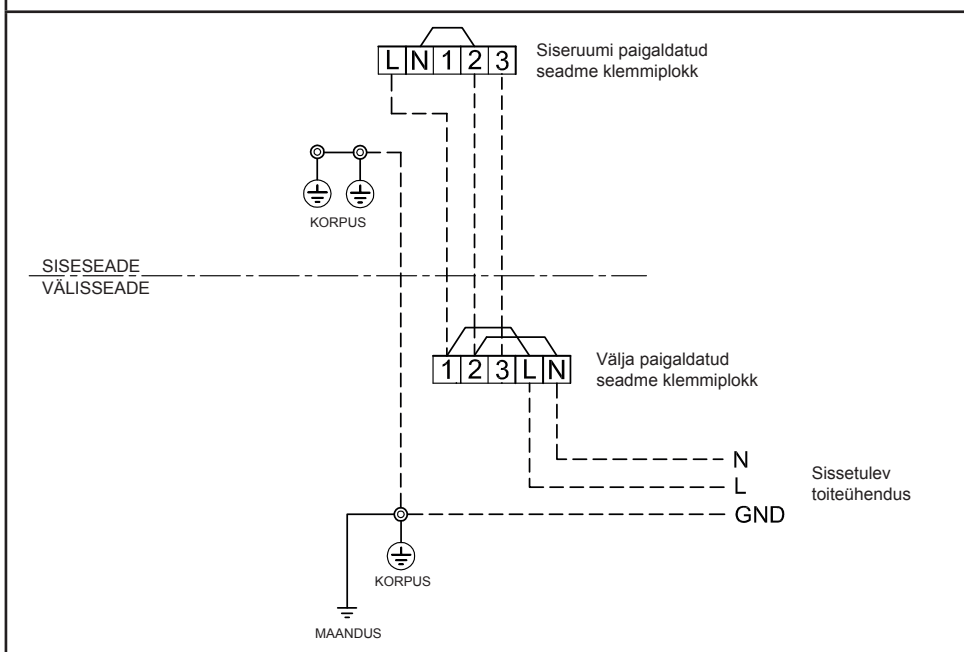 L N 1 2 3
Siseruumi paigaldatud
seadme klemmiplokk
KORPUS
SISESEADE
VÄLISSEADE
1 2 3 L N
Välja paigaldatud
seadme klemmiplokk
N
L
GND
Sissetulev
toiteühendus
KORPUS
MAANDUS